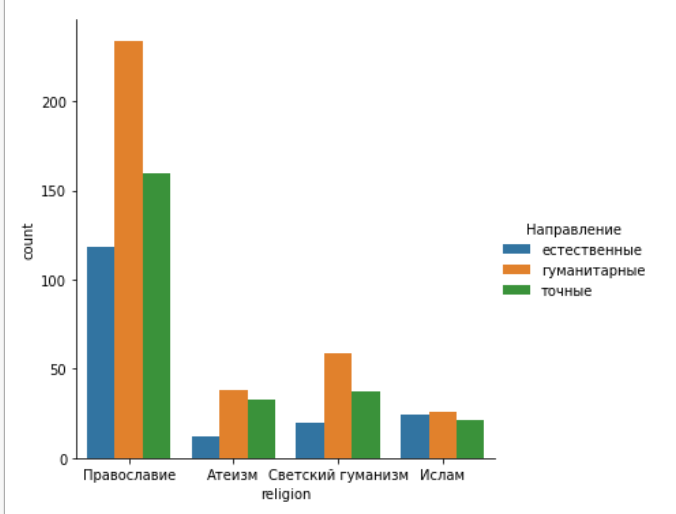 200
150
100
50
0
count
Православие Атеизм Светский гуманизм Ислам
religion
Направление
естественные
гуманитарные
точные